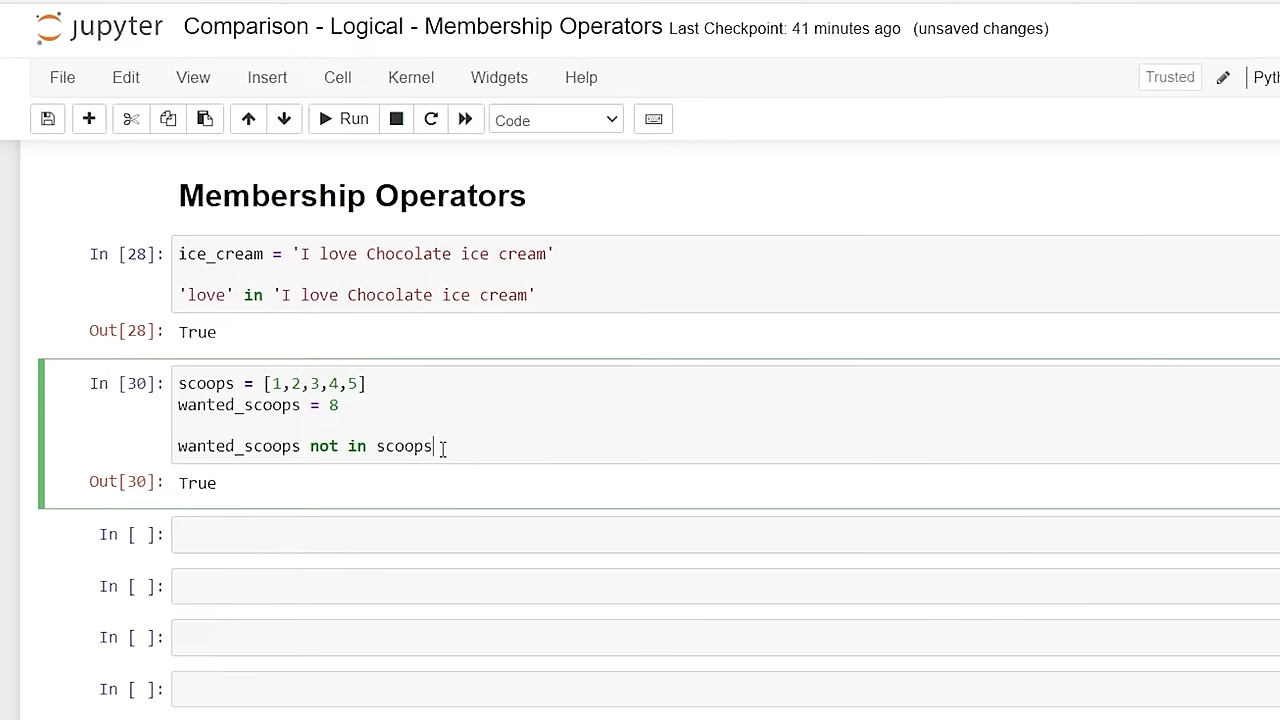 jupyter Comparison - Logical - Membership Operators Last Checkpoint: 41 minutes ago (unsaved changes)
File Edit View Insert Cell Kernel Widgets Help Trusted Pyth
Run Code
Membership Operators
In [28]: ice_cream = 'I love Chocolate ice cream'
'love' in 'I love Chocolate ice cream'
Out[28]: True
In [30]: scoops = [1,2,3,4,5]
wanted_scoops = 8
wanted_scoops not in scoops
Out[30]: True
In [ ]:
In [ ]:
In [ ]:
In [ ]: